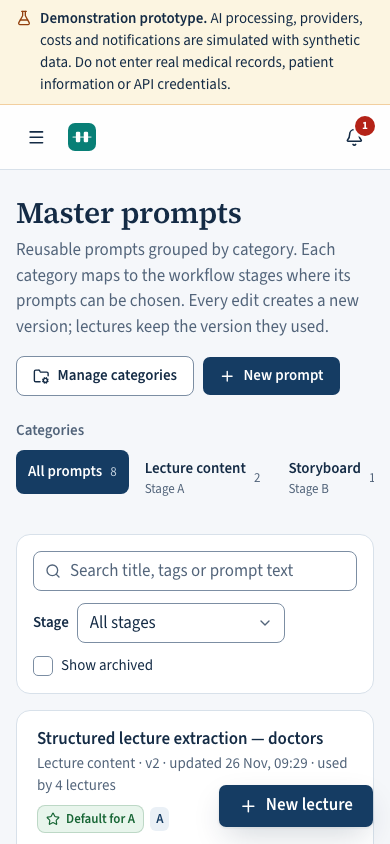 Demonstration prototype. AI processing, providers,
costs and notifications are simulated with synthetic
data. Do not enter real medical records, patient
information or API credentials.
1
Master prompts
Reusable prompts grouped by category. Each
category maps to the workflow stages where its
prompts can be chosen. Every edit creates a new
version; lectures keep the version they used.
Manage categories
New prompt
Categories
All prompts 8
Lecture content 2
Stage A
Storyboard 1
Stage B
Search title, tags or prompt text
Stage All stages
Show archived
Structured lecture extraction — doctors
Lecture content · v2 · updated 26 Nov, 09:29 · used
by 4 lectures
Default for A A
New lecture